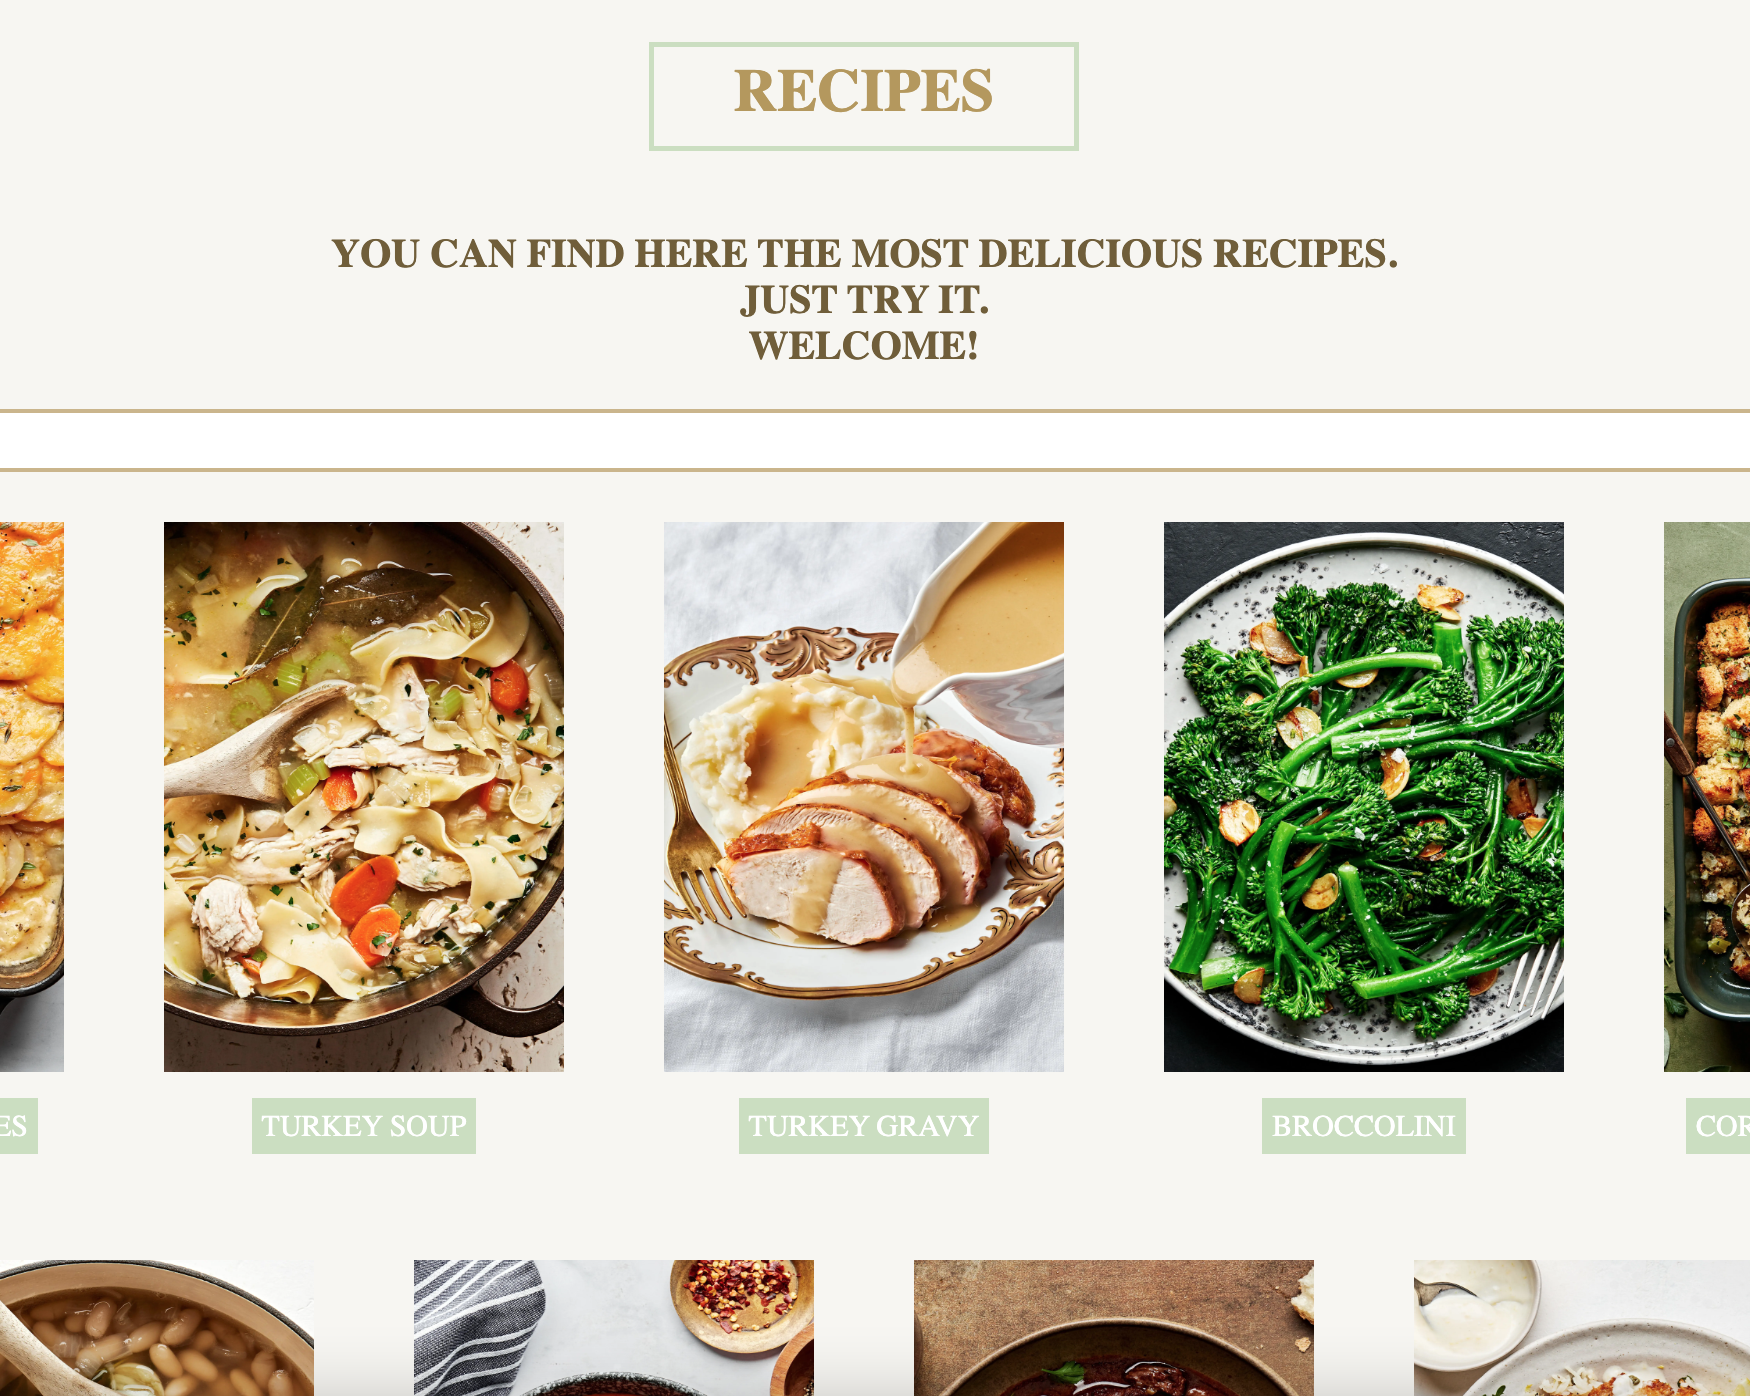 RECIPES
YOU CAN FIND HERE THE MOST DELICIOUS RECIPES.
JUST TRY IT.
WELCOME!
ES
TURKEY SOUP
TURKEY GRAVY
BROCCOLINI
COR